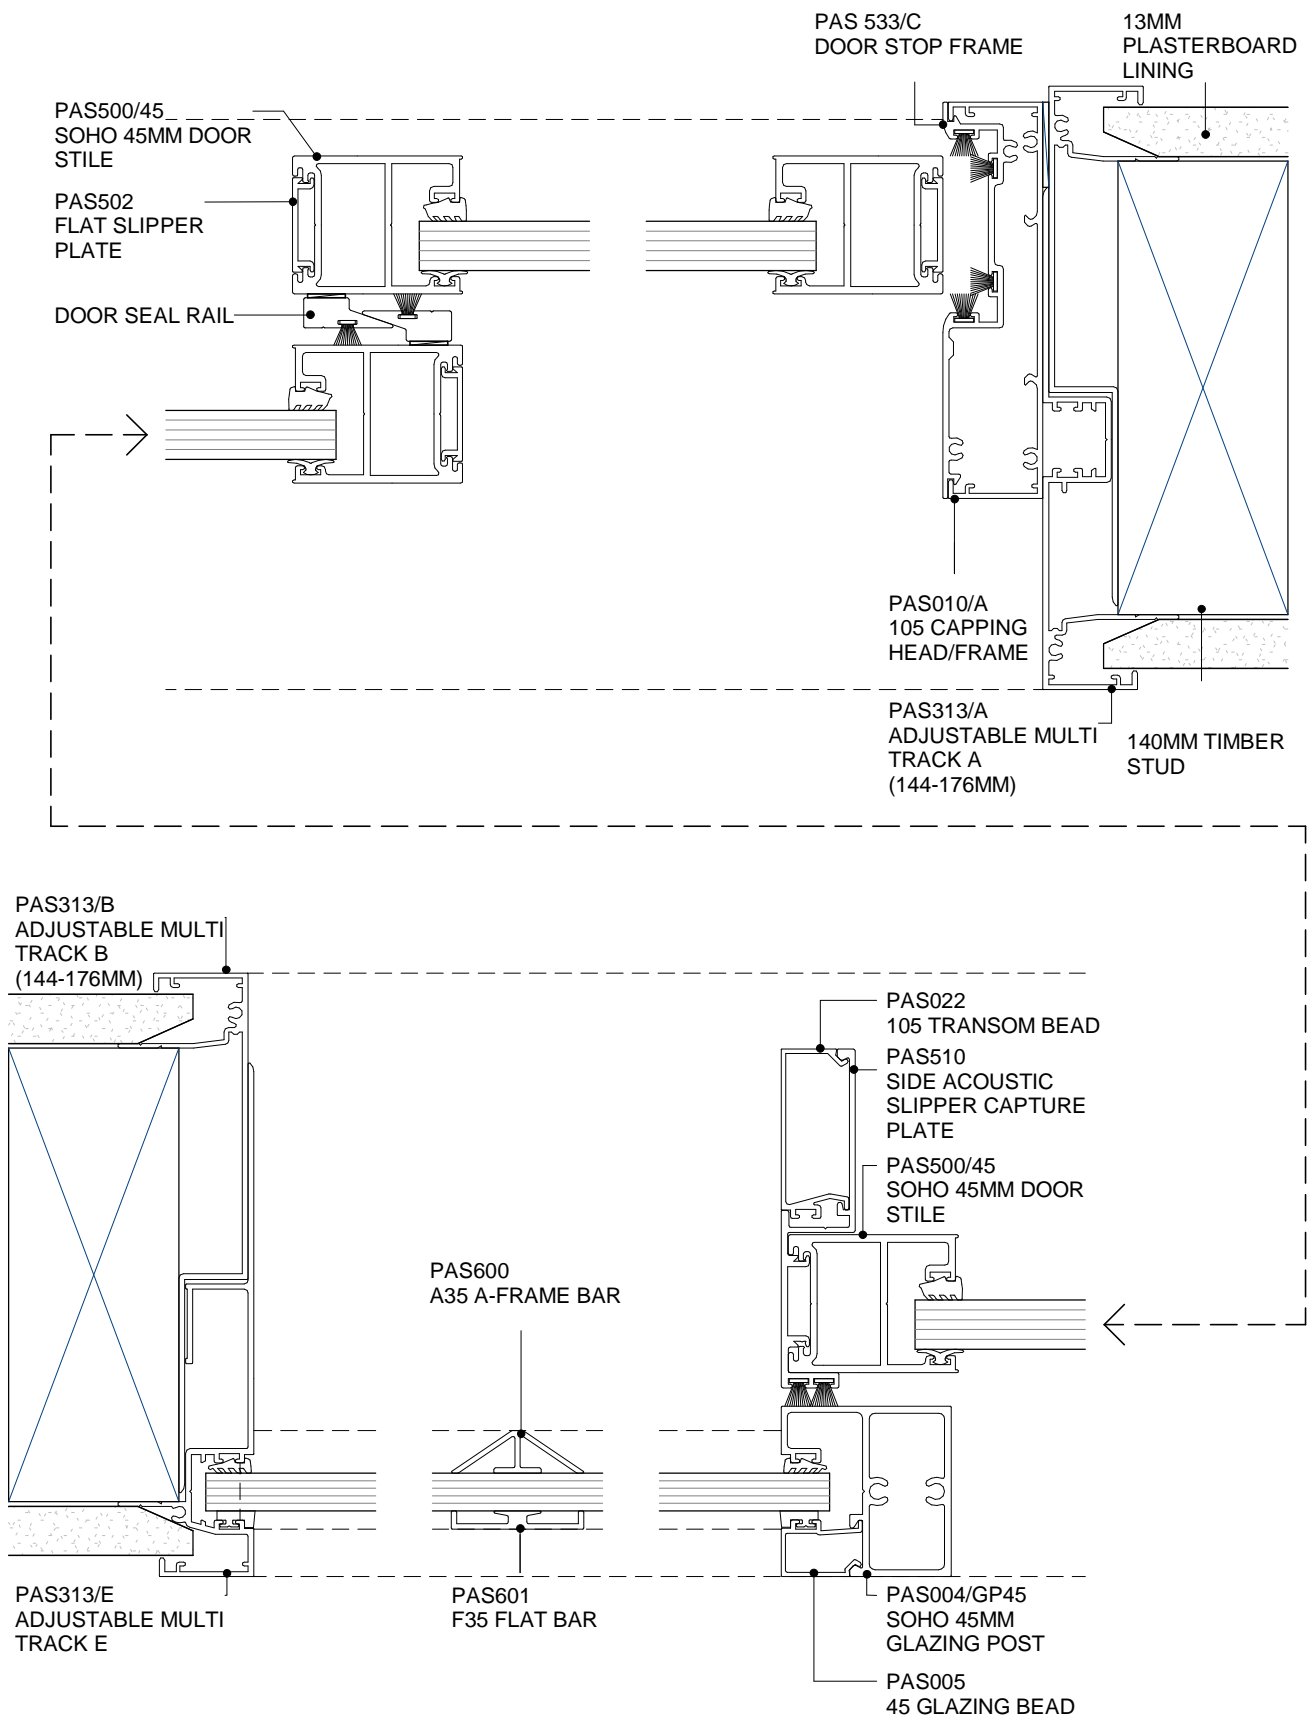 PAS 533/C
DOOR STOP FRAME
13MM
PLASTERBOARD
LINING
PAS500/45
SOHO 45MM DOOR
STILE
PAS502
FLAT SLIPPER
PLATE
DOOR SEAL RAIL
PAS010/A
105 CAPPING
HEAD/FRAME
PAS313/A
ADJUSTABLE MULTI
TRACK A
(144-176MM)
140MM TIMBER
STUD
PAS313/B
ADJUSTABLE MULTI
TRACK B
(144-176MM)
PAS022
105 TRANSOM BEAD
PAS510
SIDE ACOUSTIC
SLIPPER CAPTURE
PLATE
PAS500/45
SOHO 45MM DOOR
STILE
PAS600
A35 A-FRAME BAR
PAS313/E
ADJUSTABLE MULTI
TRACK E
PAS601
F35 FLAT BAR
PAS004/GP45
SOHO 45MM
GLAZING POST
PAS005
45 GLAZING BEAD